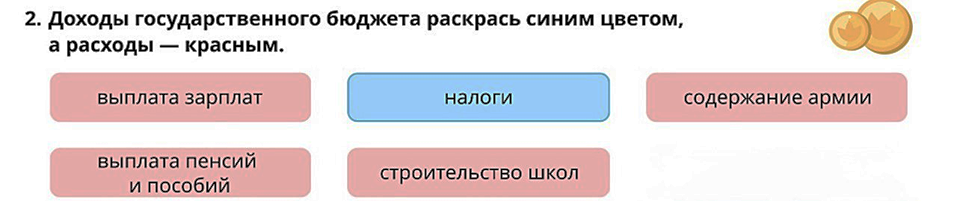 2. Доходы государственного бюджета раскрась синим цветом,
а расходы — красным.
выплата зарплат
налоги
содержание армии
выплата пенсий
и пособий
строительство школ